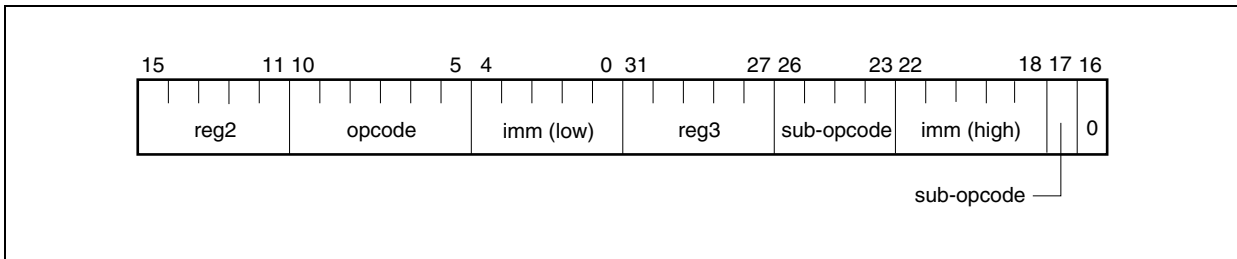 15 11 10 5 4 0 31 27 26 23 22 18 17 16
reg2 opcode imm (low) reg3 sub-opcode imm (high) 0
sub-opcode